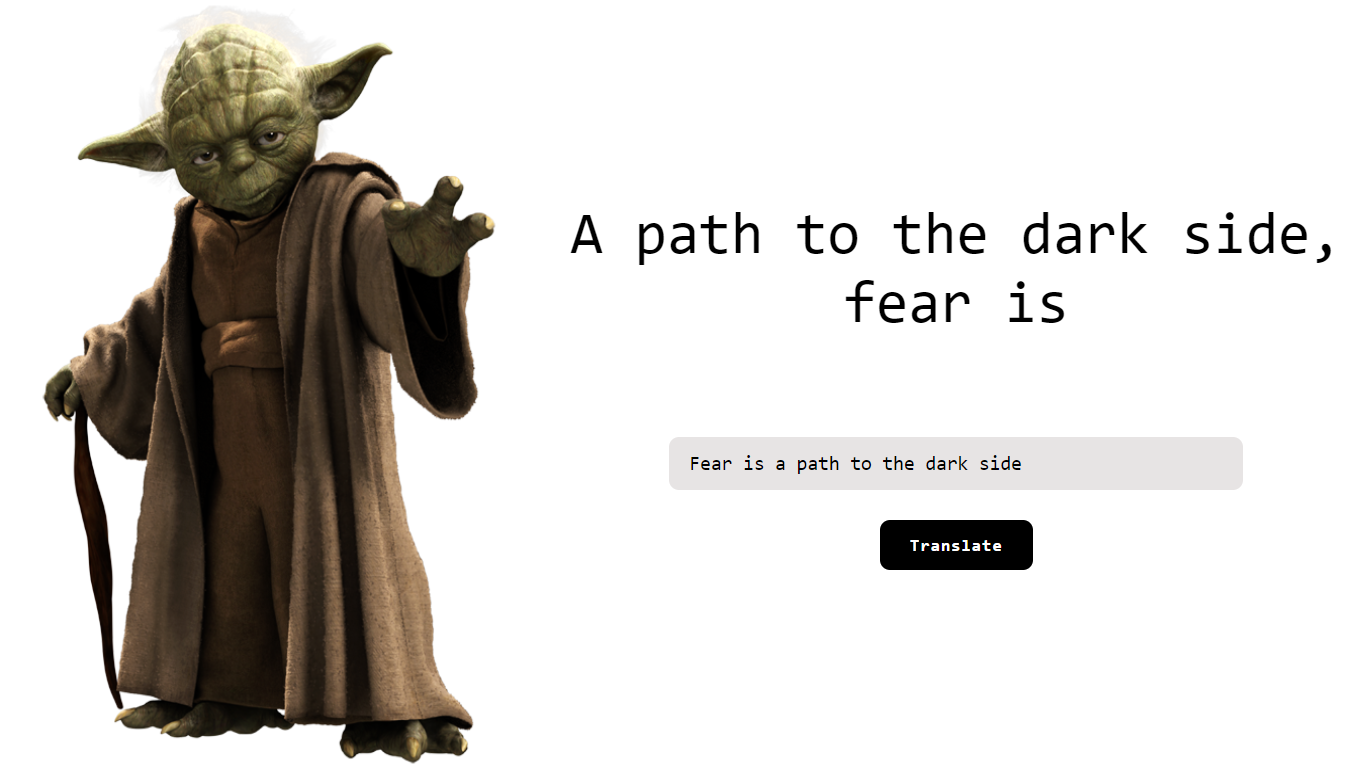 A path to the dark side,
fear is
Fear is a path to the dark side
Translate